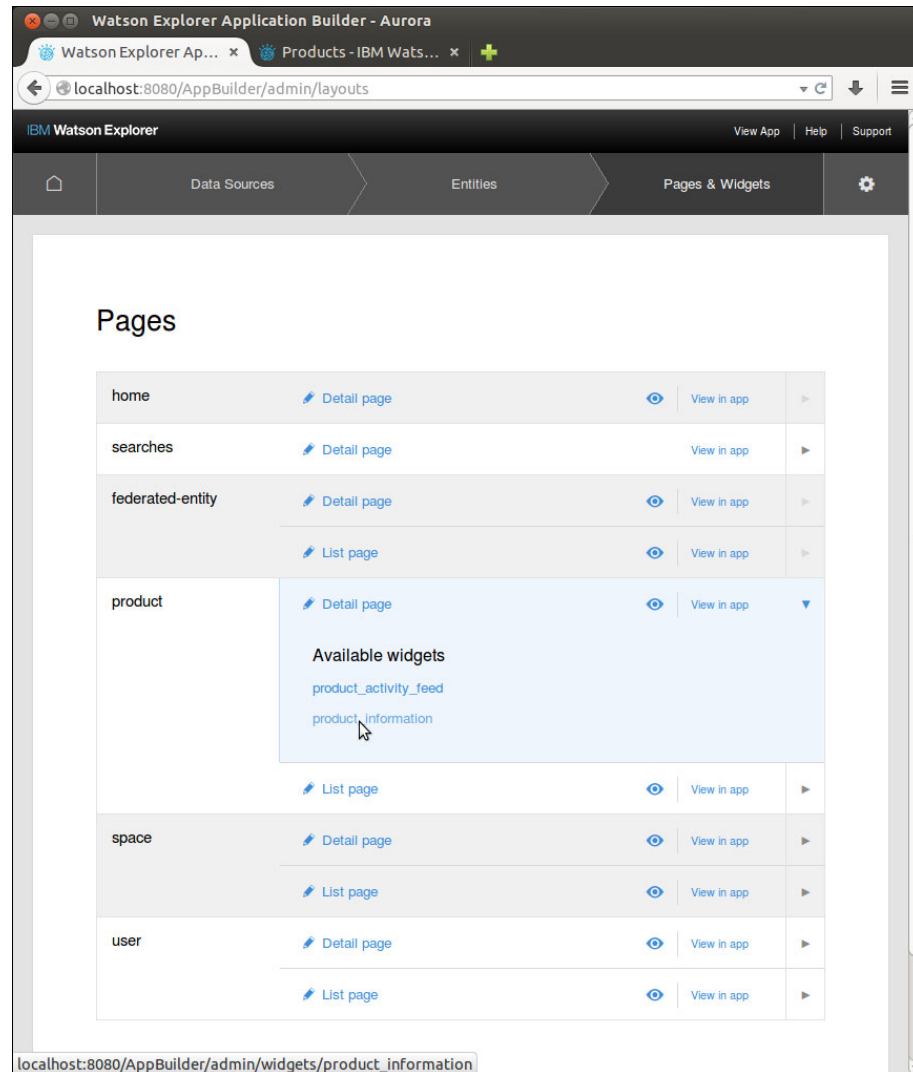 Watson Explorer Application Builder - Aurora
Watson Explorer Ap... × Products - IBM Wats... ×
localhost:8080/AppBuilder/admin/layouts
IBM Watson Explorer View App Help Support
Data Sources Entities Pages & Widgets
Pages
home Detail page View in app
searches Detail page View in app
federated-entity Detail page View in app
List page View in app
product Detail page View in app
Available widgets
product_activity_feed
product_information
List page View in app
space Detail page View in app
List page View in app
user Detail page View in app
List page View in app
localhost:8080/AppBuilder/admin/widgets/product_information